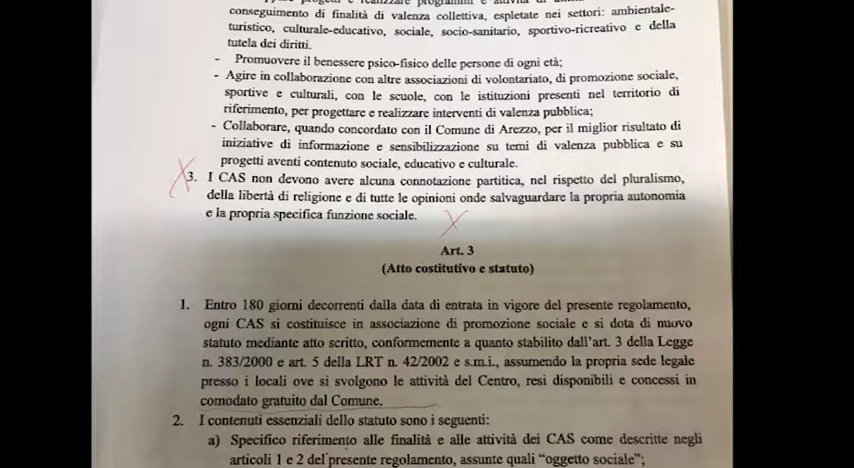 conseguimento di finalità di valenza collettiva, espletate nei settori: ambientale-
turistico, culturale-educativo, sociale, socio-sanitario, sportivo-ricreativo e della
tutela dei diritti.
- Promuovere il benessere psico-fisico delle persone di ogni età;
- Agire in collaborazione con altre associazioni di volontariato, di promozione sociale,
sportive e culturali, con le scuole, con le istituzioni presenti nel territorio di
riferimento, per progettare e realizzare interventi di valenza pubblica;
- Collaborare, quando concordato con il Comune di Arezzo, per il miglior risultato di
iniziative di informazione e sensibilizzazione su temi di valenza pubblica e su
progetti aventi contenuto sociale, educativo e culturale.
3. I CAS non devono avere alcuna connotazione partitica, nel rispetto del pluralismo,
della libertà di religione e di tutte le opinioni onde salvaguardare la propria autonomia
e la propria specifica funzione sociale.
Art. 3
(Atto costitutivo e statuto)
1. Entro 180 giorni decorrenti dalla data di entrata in vigore del presente regolamento,
ogni CAS si costituisce in associazione di promozione sociale e si dota di nuovo
statuto mediante atto scritto, conformemente a quanto stabilito dall'art. 3 della Legge
n. 383/2000 e art. 5 della LRT n. 42/2002 e s.m.i., assumendo la propria sede legale
presso i locali ove si svolgono le attività del Centro, resi disponibili e concessi in
comodato gratuito dal Comune.
2. I contenuti essenziali dello statuto sono i seguenti:
a) Specifico riferimento alle finalità e alle attività dei CAS come descritte negli
articoli 1 e 2 del presente regolamento, assunte quali "oggetto sociale";